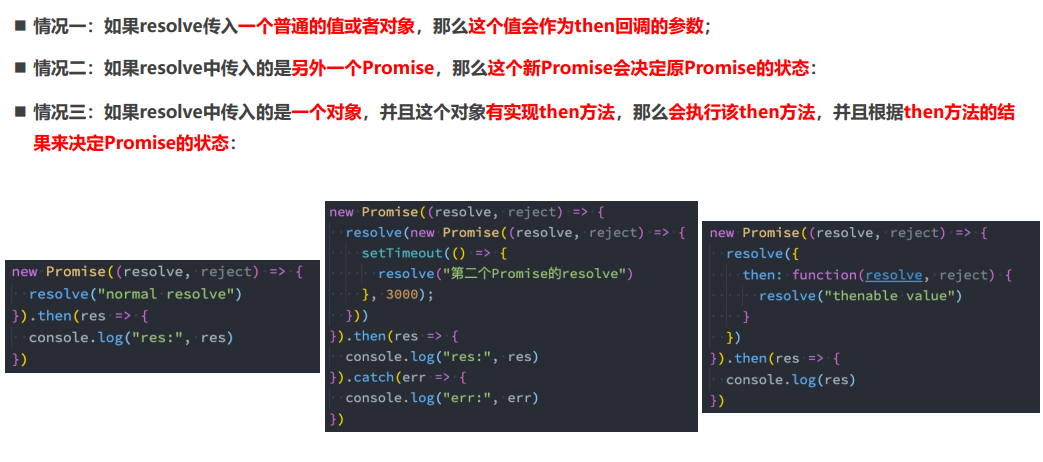 ■ 情况一：如果resolve传入一个普通的值或者对象，那么这个值会作为then回调的参数；
■ 情况二：如果resolve中传入的是另外一个Promise，那么这个新Promise会决定原Promise的状态：
■ 情况三：如果resolve中传入的是一个对象，并且这个对象有实现then方法，那么会执行该then方法，并且根据then方法的结
果来决定Promise的状态：
new Promise((resolve, reject) => {
  resolve("normal resolve")
}).then(res => {
  console.log("res:", res)
})
new Promise((resolve, reject) => {
  resolve(new Promise((resolve, reject) => {
    setTimeout(() => {
      resolve("第二个Promise的resolve")
    }, 3000);
  }))
}).then(res => {
  console.log("res:", res)
}).catch(err => {
  console.log("err:", err)
})
new Promise((resolve, reject) => {
  resolve({
    then: function(resolve, reject) {
      resolve("thenable value")
    }
  })
}).then(res => {
  console.log(res)
})